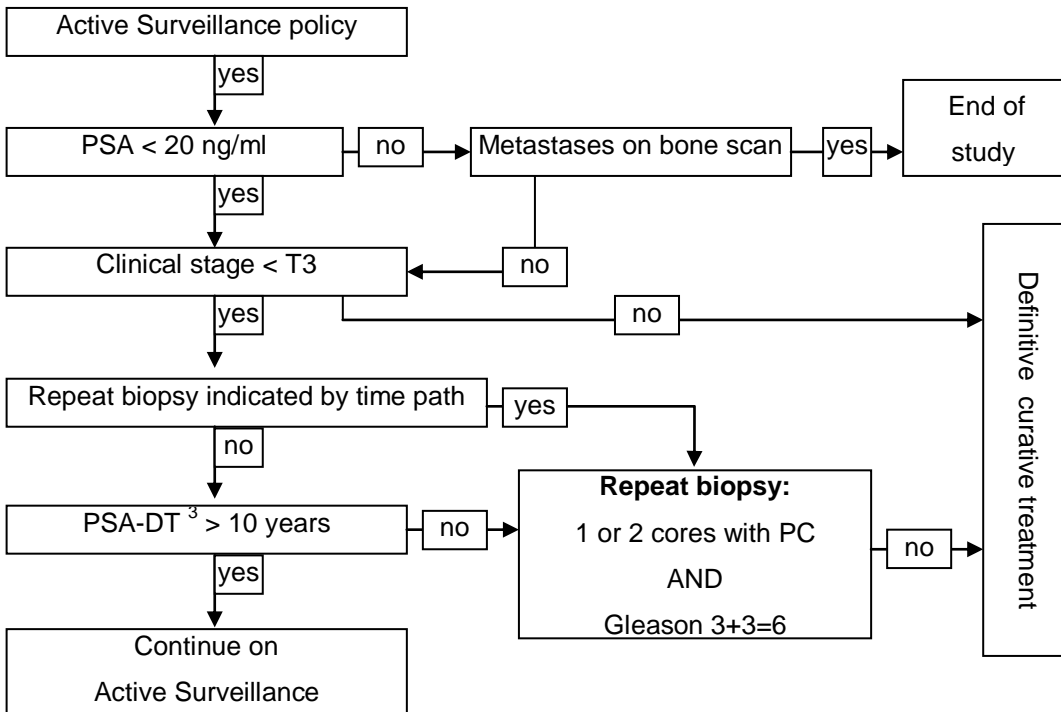 Active Surveillance policy
yes
PSA < 20 ng/ml
no
Metastases on bone scan
yes
End of
study
yes
no
Clinical stage < T3
yes
no
Definitive curative treatment
Repeat biopsy indicated by time path
yes
no
Repeat biopsy:
1 or 2 cores with PC
AND
Gleason 3+3=6
no
PSA-DT ³ > 10 years
no
yes
Continue on
Active Surveillance